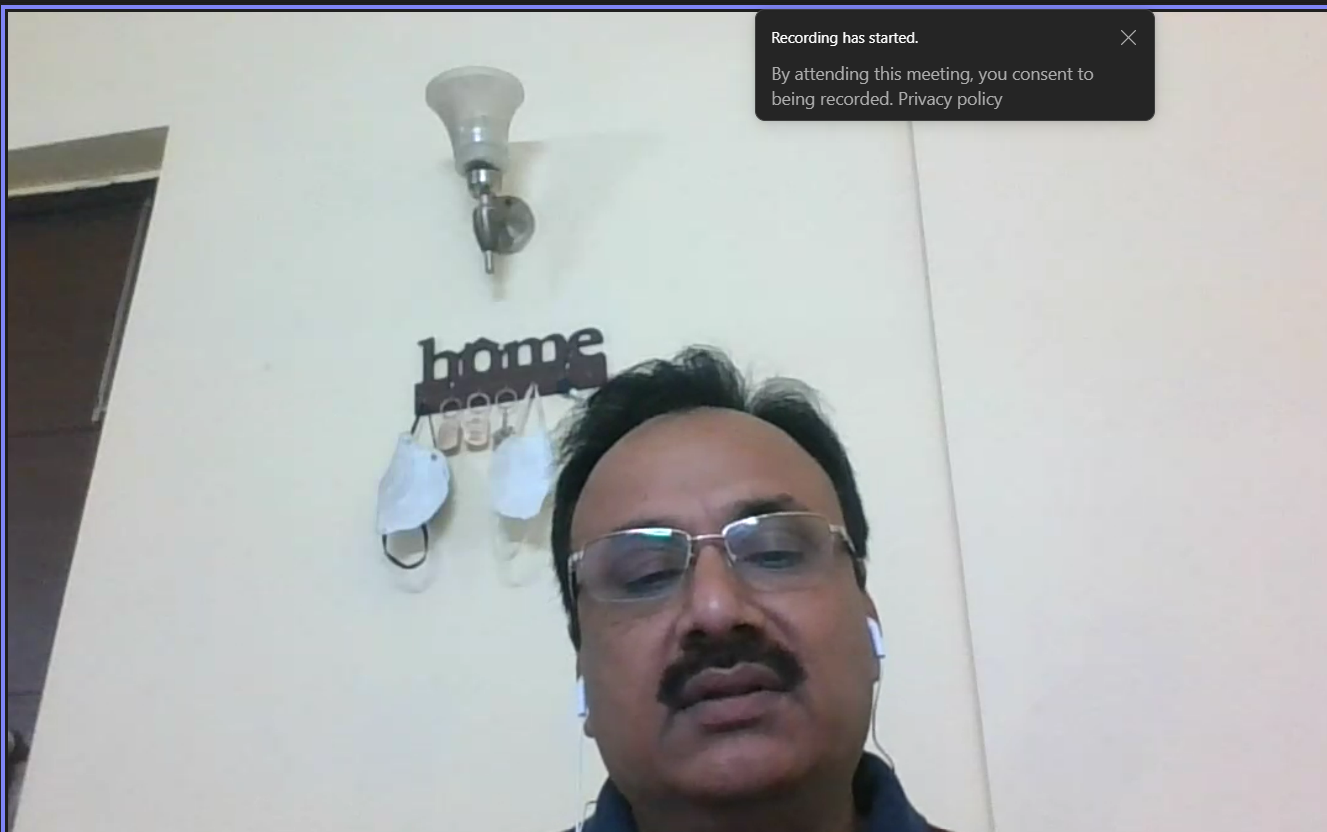 Recording has started.
By attending this meeting, you consent to
being recorded. Privacy policy
home